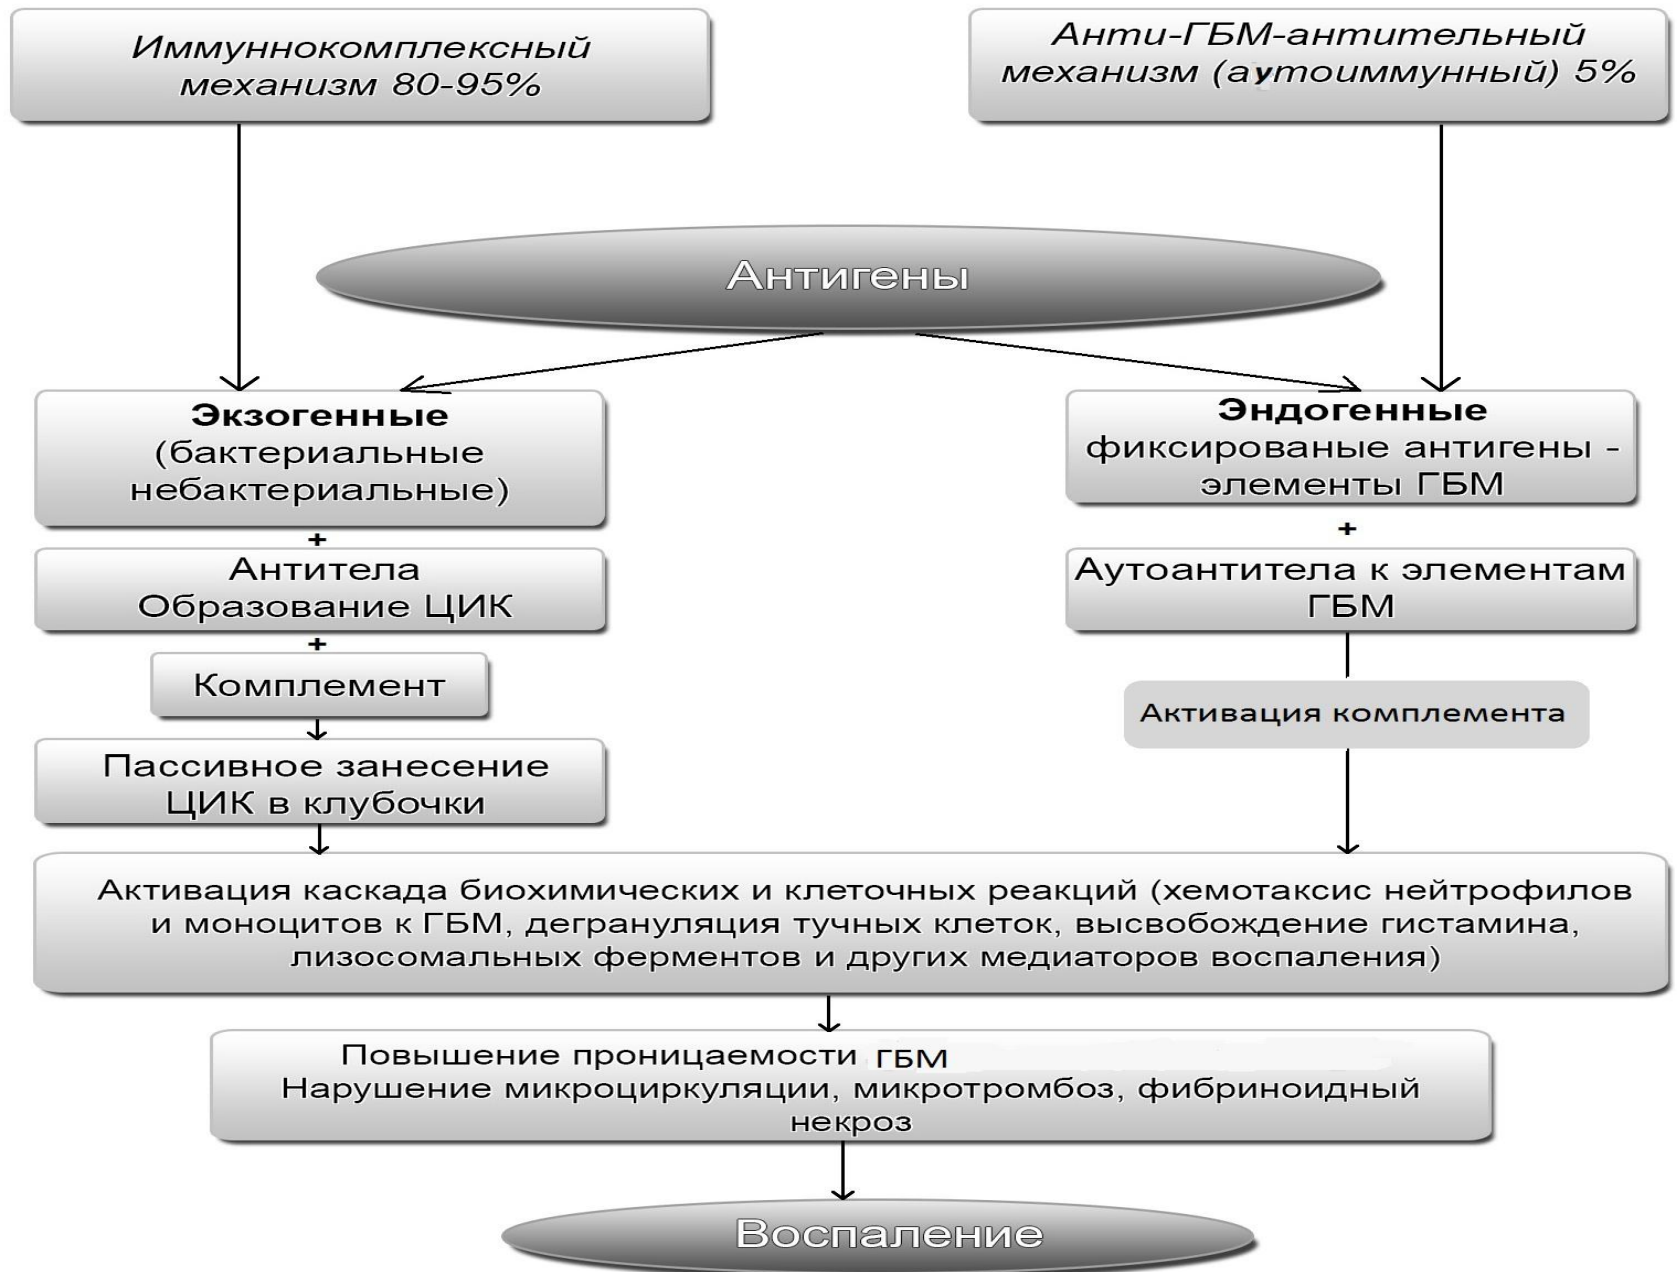 Иммуннокомплексный
механизм 80-95%
Анти-ГБМ-антительный
механизм (аутоиммунный) 5%
Антигены
Экзогенные
(бактериальные
небактериальные)
+
Антитела
Образование ЦИК
+
Комплемент
Пассивное занесение
ЦИК в клубочки
Эндогенные
фиксированые антигены -
элементы ГБМ
+
Аутоантитела к элементам
ГБМ
Активация комплемента
Активация каскада биохимических и клеточных реакций (хемотаксис нейтрофилов
и моноцитов к ГБМ, дегрануляция тучных клеток, высвобождение гистамина,
лизосомальных ферментов и других медиаторов воспаления)
Повышение проницаемости ГБМ
Нарушение микроциркуляции, микротромбоз, фибриноидный
некроз
Воспаление